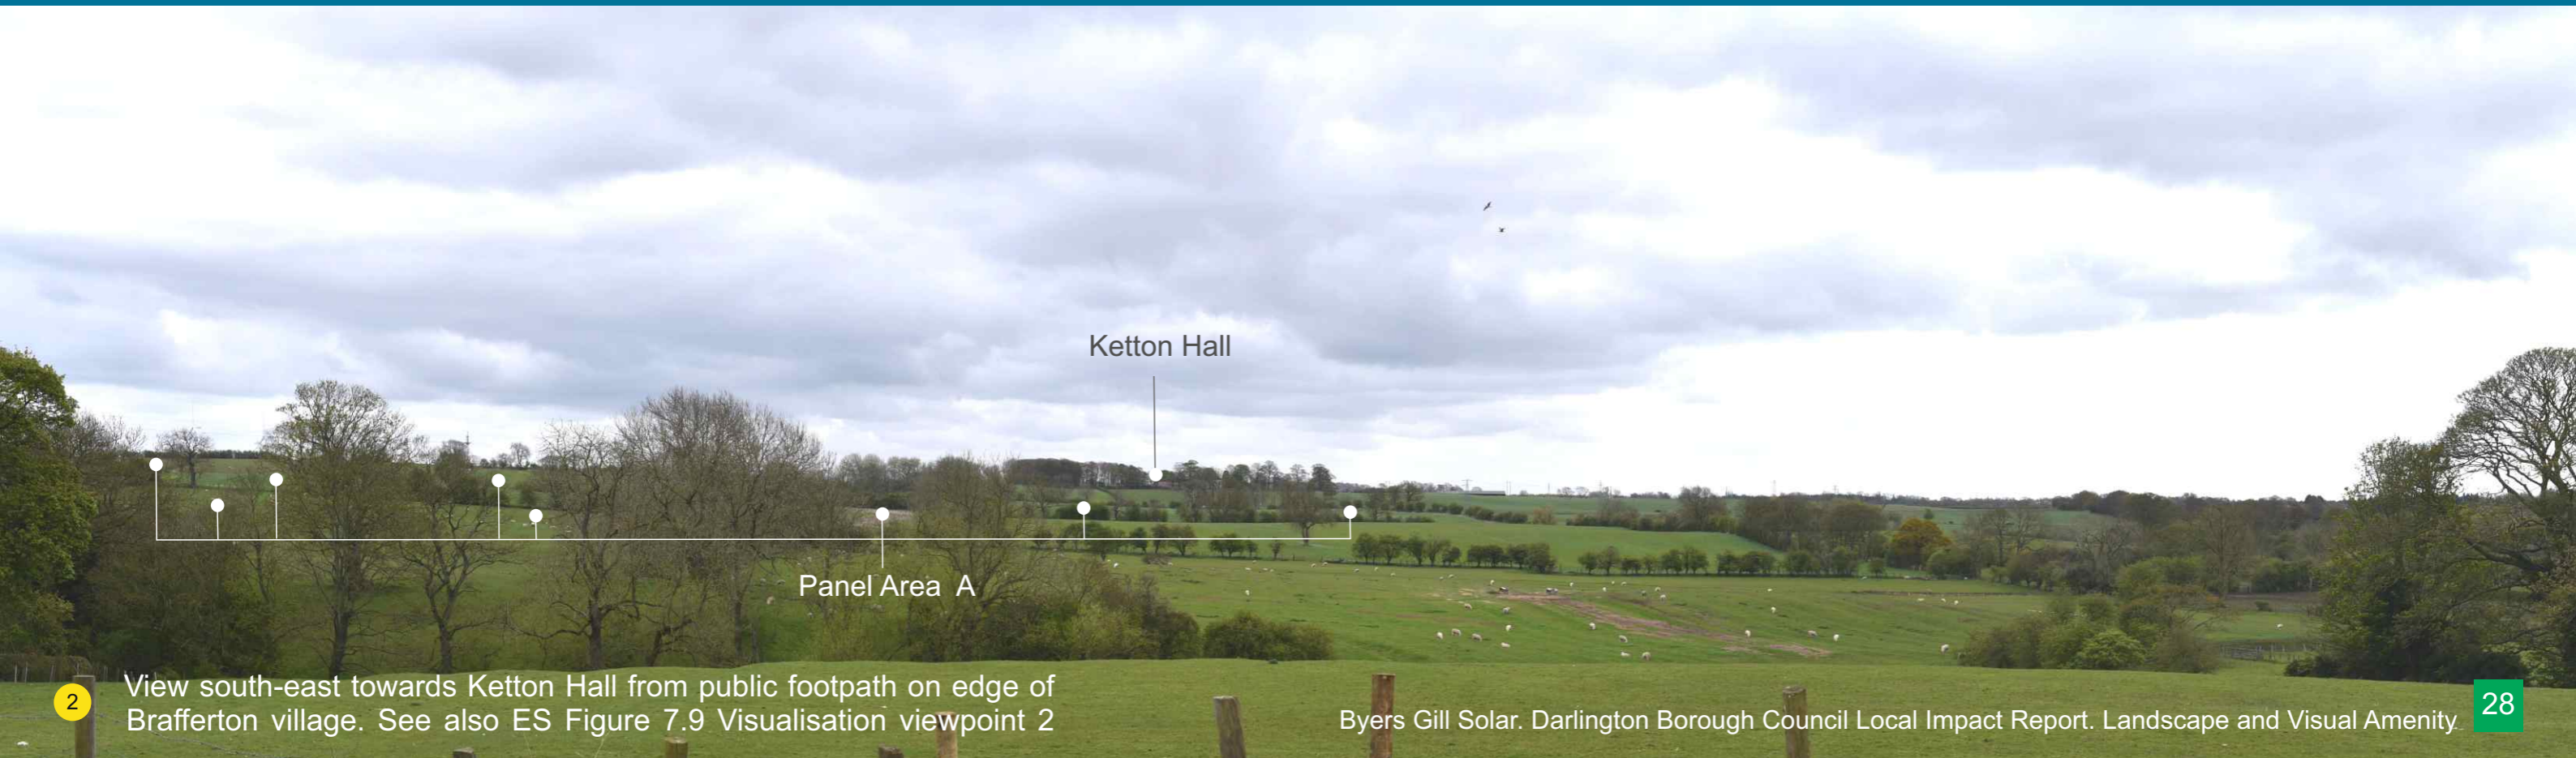 Ketton Hall
Panel Area A
2
View south-east towards Ketton Hall from public footpath on edge of
Brafferton village. See also ES Figure 7.9 Visualisation viewpoint 2
Byers Gill Solar. Darlington Borough Council Local Impact Report. Landscape and Visual Amenity
28